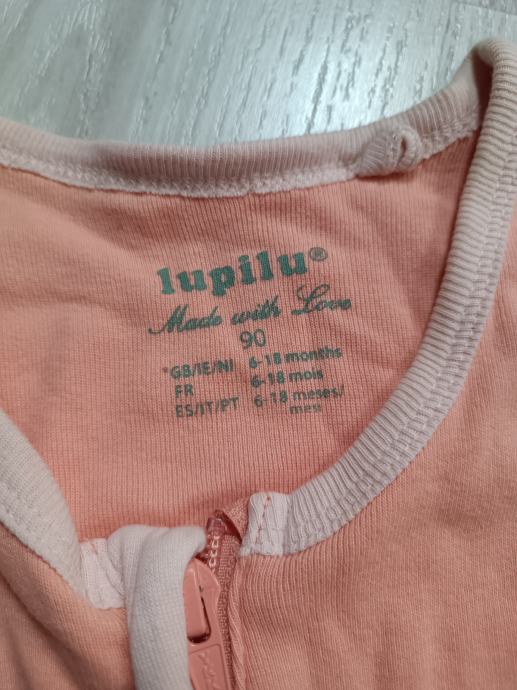 lupilu®
Made with Love
90
*GB/IE/NI 6-18 months
FR 6-18 mois
ES/IT/PT 6-18 meses/
mesi